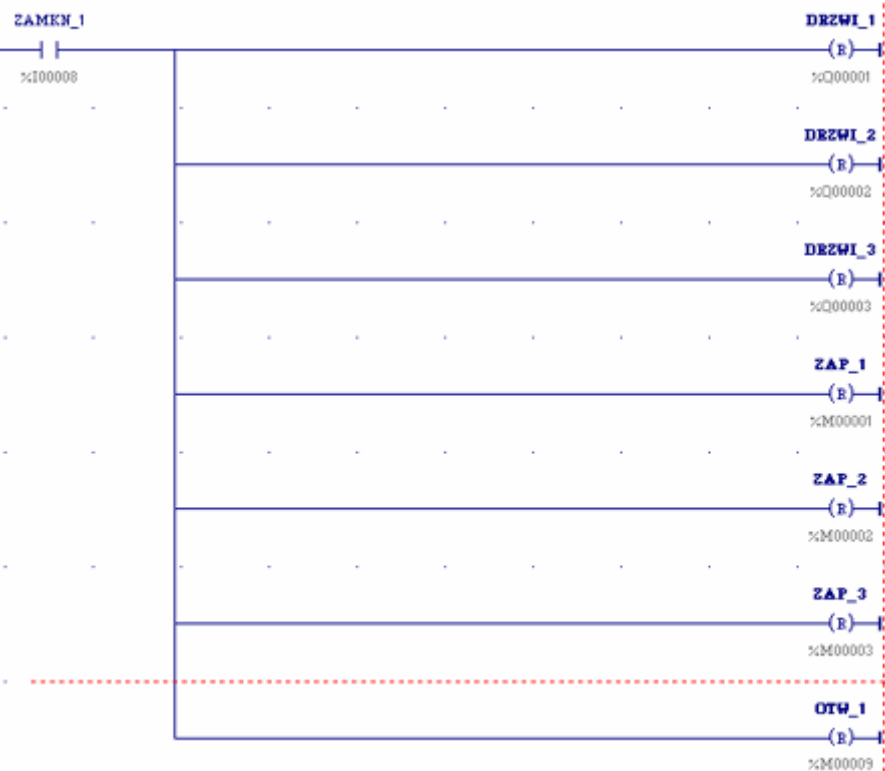 ZAMKN_1
DRZWI_1
(R)
%I00008
%Q00001
DRZWI_2
(R)
%Q00002
DRZWI_3
(R)
%Q00003
ZAP_1
(R)
%M00001
ZAP_2
(R)
%M00002
ZAP_3
(R)
%M00003
OTW_1
(R)
%M00009